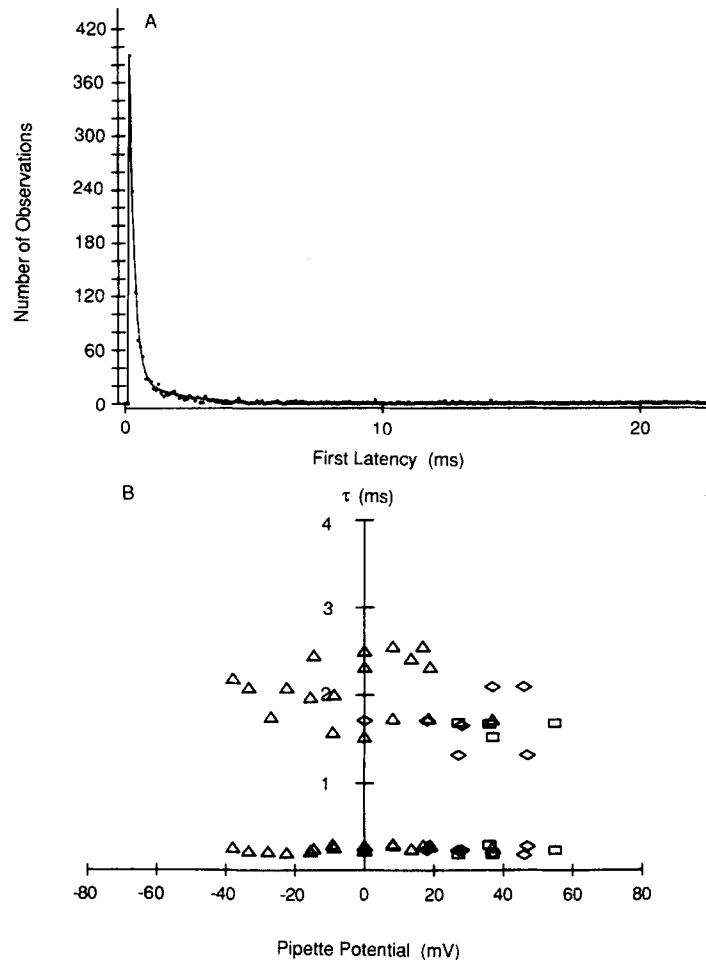 A
420
360
300
240
180
120
60
0
Number of Observations
0 10 20
First Latency (ms)
B
τ (ms)
4
3
2
1
-80 -60 -40 -20 0 20 40 60 80
Pipette Potential (mV)